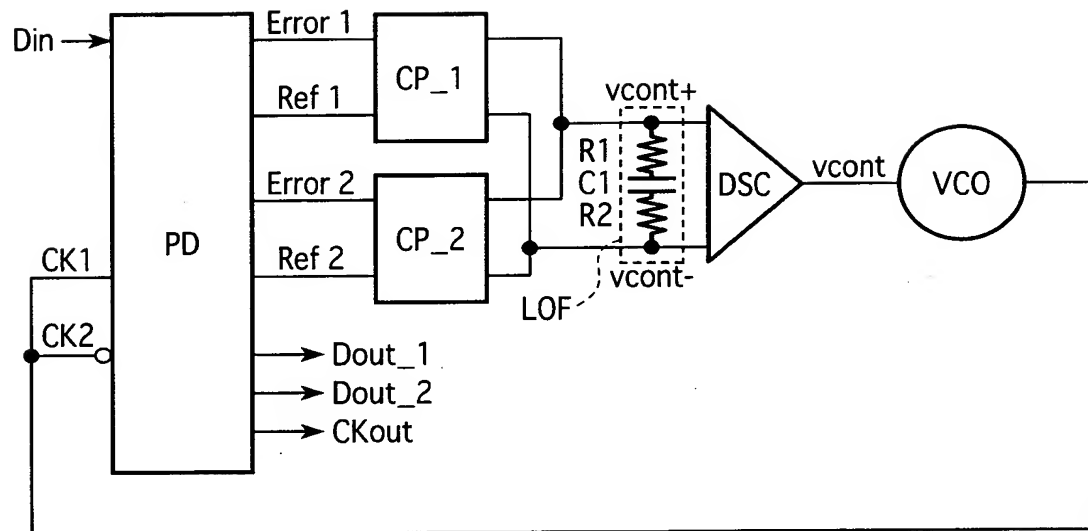 Din
Error 1
Ref 1
Error 2
Ref 2
PD
CP_1
CP_2
vcont+
R1
C1
R2
vcont-
LOF
DSC
vcont
VCO
CK1
CK2
Dout_1
Dout_2
CKout